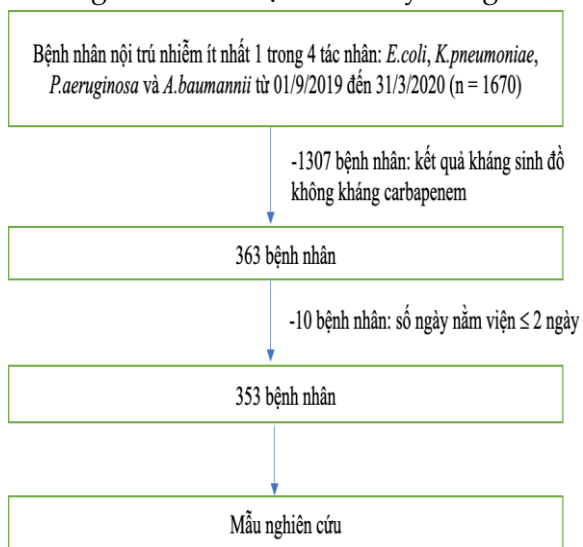 Bệnh nhân nội trú nhiễm ít nhất 1 trong 4 tác nhân: E.coli, K.pneumoniae,
P.aeruginosa và A.baumannii từ 01/9/2019 đến 31/3/2020 (n = 1670)
-1307 bệnh nhân: kết quả kháng sinh đồ
không kháng carbapenem
363 bệnh nhân
-10 bệnh nhân: số ngày nằm viện ≤ 2 ngày
353 bệnh nhân
Mẫu nghiên cứu